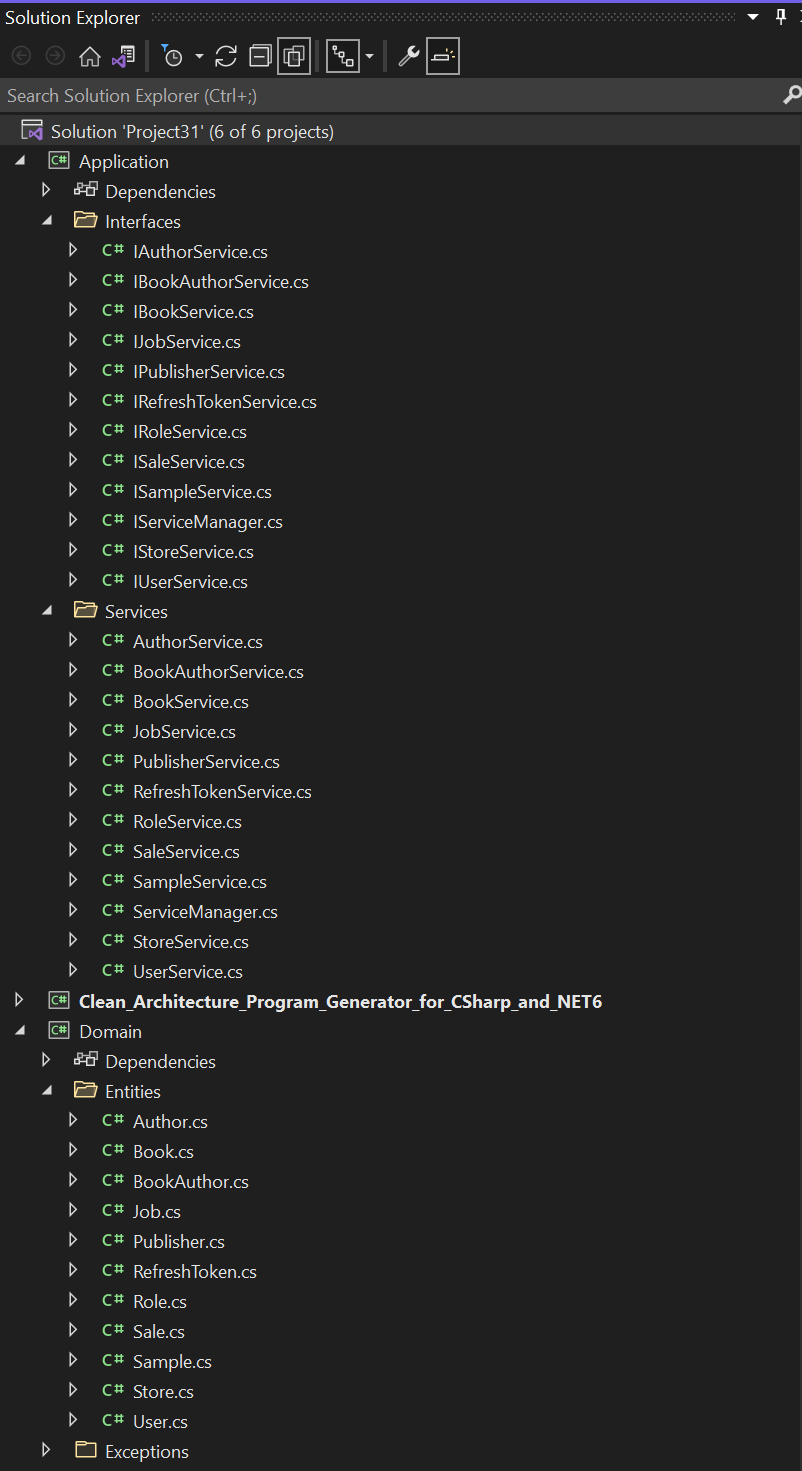 Solution Explorer
Search Solution Explorer (Ctrl+;)
Solution 'Project31' (6 of 6 projects)
C# Application
Dependencies
Interfaces
C# IAuthorService.cs
C# IBookAuthorService.cs
C# IBookService.cs
C# IJobService.cs
C# IPublisherService.cs
C# IRefreshTokenService.cs
C# IRoleService.cs
C# ISaleService.cs
C# ISampleService.cs
C# IServiceManager.cs
C# IStoreService.cs
C# IUserService.cs
Services
C# AuthorService.cs
C# BookAuthorService.cs
C# BookService.cs
C# JobService.cs
C# PublisherService.cs
C# RefreshTokenService.cs
C# RoleService.cs
C# SaleService.cs
C# SampleService.cs
C# ServiceManager.cs
C# StoreService.cs
C# UserService.cs
C# Clean_Architecture_Program_Generator_for_CSharp_and_NET6
C# Domain
Dependencies
Entities
C# Author.cs
C# Book.cs
C# BookAuthor.cs
C# Job.cs
C# Publisher.cs
C# RefreshToken.cs
C# Role.cs
C# Sale.cs
C# Sample.cs
C# Store.cs
C# User.cs
Exceptions